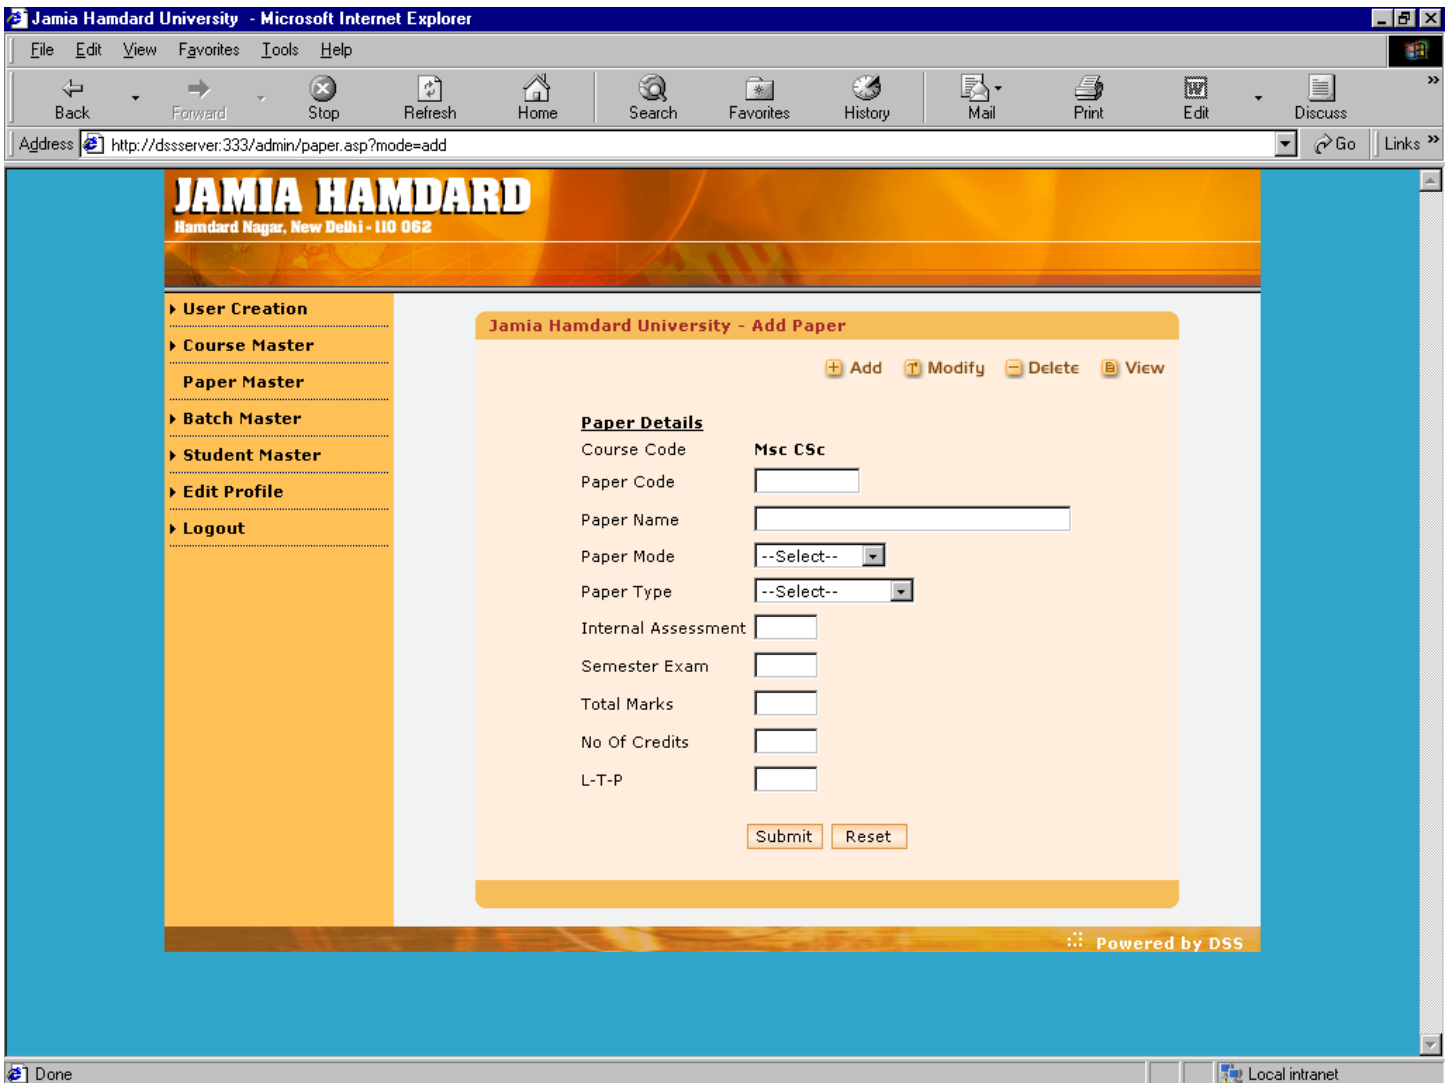 Jamia Hamdard University - Microsoft Internet Explorer
File Edit View Favorites Tools Help
Back Forward Stop Refresh Home Search Favorites History Mail Print Edit Discuss »
Address http://dssserver:333/admin/paper.asp?mode=add Go Links »
JAMIA HAMDARD
Hamdard Nagar, New Delhi - 110 062
User Creation
Course Master
Paper Master
Batch Master
Student Master
Edit Profile
Logout
Jamia Hamdard University - Add Paper
Add Modify Delete View
Paper Details
Course Code Msc CSc
Paper Code
Paper Name
Paper Mode --Select--
Paper Type --Select--
Internal Assessment
Semester Exam
Total Marks
No Of Credits
L-T-P
Submit Reset
Powered by DSS
Done Local intranet